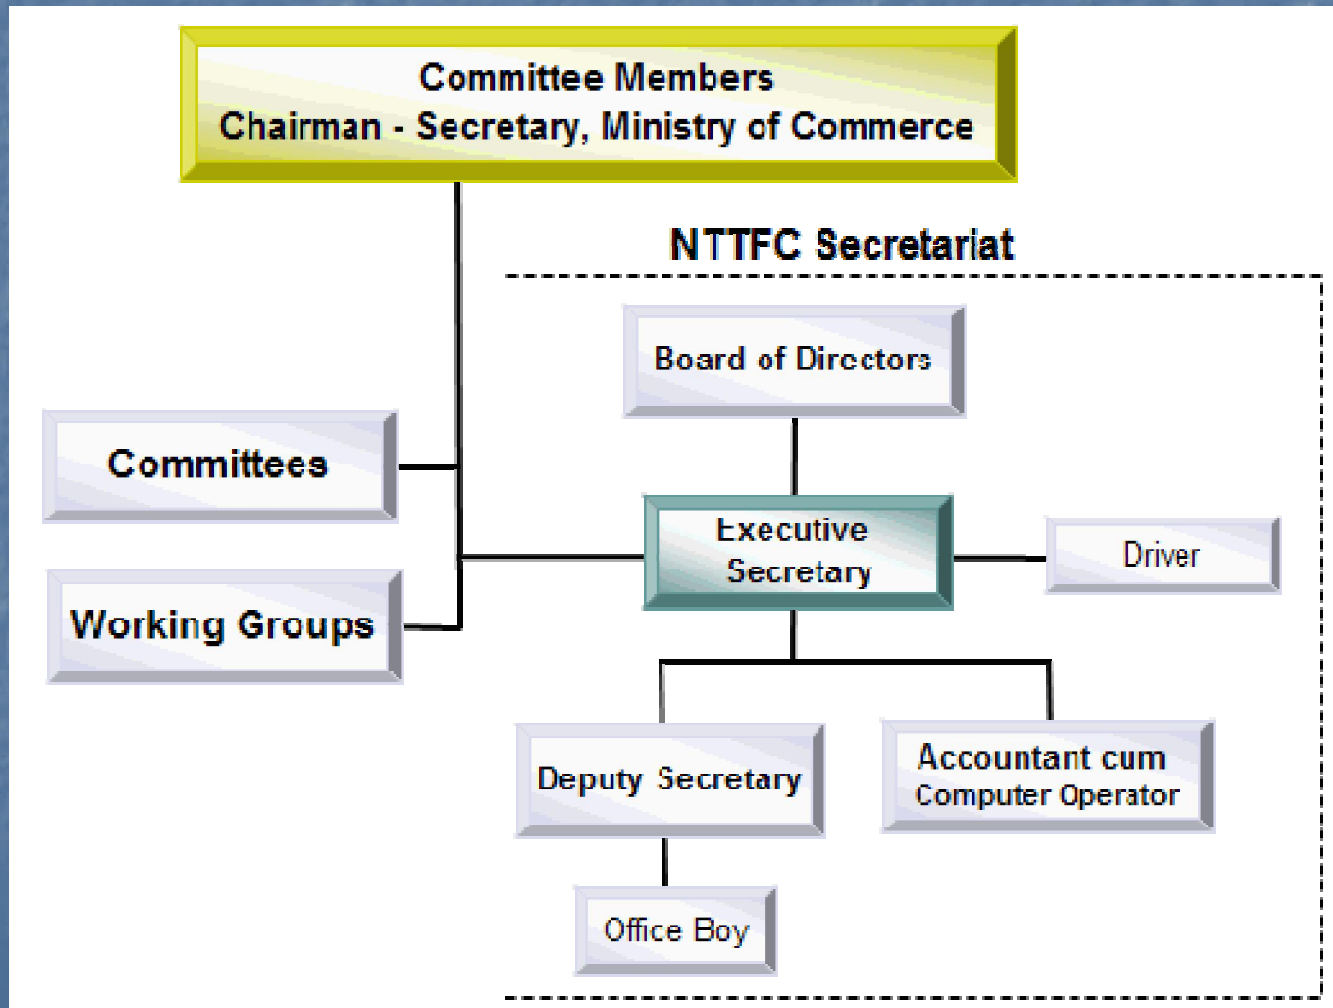 Committee Members
Chairman - Secretary, Ministry of Commerce
NTTFC Secretariat
Board of Directors
Committees
Executive
Secretary
Driver
Working Groups
Deputy Secretary
Accountant cum
Computer Operator
Office Boy